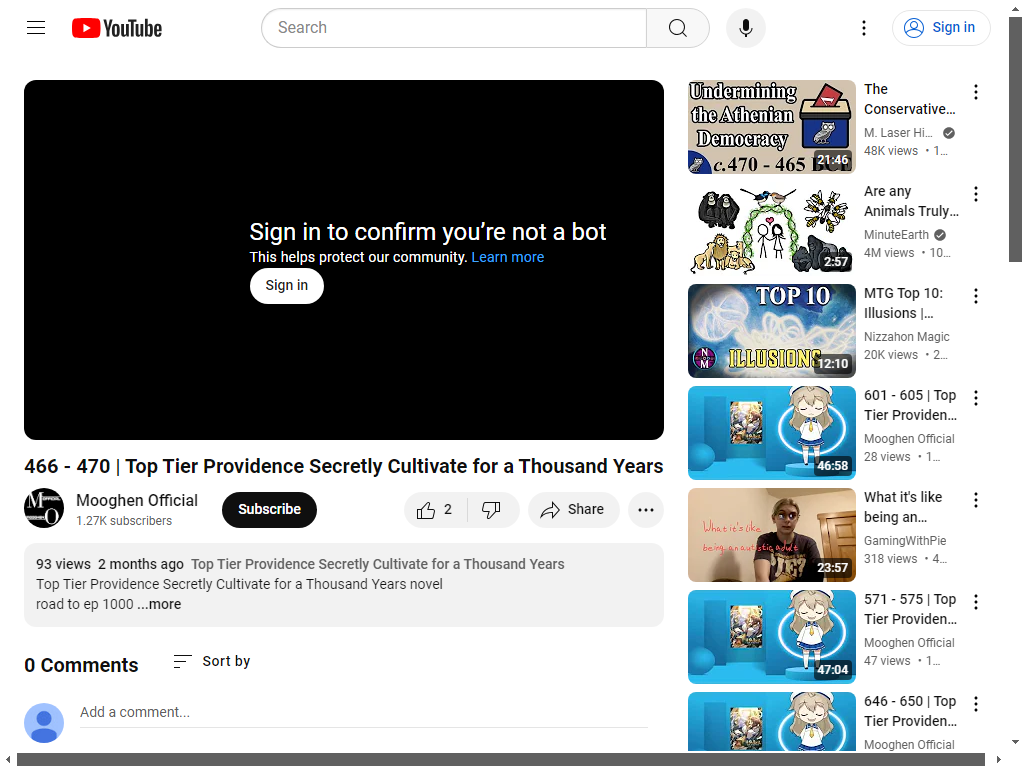 YouTube
Search
Sign in
Sign in to confirm you're not a bot
This helps protect our community. Learn more
Sign in
466 - 470 | Top Tier Providence Secretly Cultivate for a Thousand Years
Mooghen Official
1.27K subscribers
Subscribe
2
Share
93 views 2 months ago Top Tier Providence Secretly Cultivate for a Thousand Years
Top Tier Providence Secretly Cultivate for a Thousand Years novel
road to ep 1000 ...more
0 Comments
Sort by
Add a comment...
Undermining
the Athenian
Democracy
c.470 - 465 BCE
21:46
The
Conservative...
M. Laser Hi...
48K views • 1...
2:57
Are any
Animals Truly...
MinuteEarth
4M views • 10...
TOP 10
ILLUSIONS
N
M
12:10
MTG Top 10:
Illusions |...
Nizzahon Magic
20K views • 2...
46:58
601 - 605 | Top
Tier Providen...
Mooghen Official
28 views • 1...
What it's like
being an autistic adult
23:57
What it's like
being an...
GamingWithPie
318 views • 4...
47:04
571 - 575 | Top
Tier Providen...
Mooghen Official
47 views • 1...
646 - 650 | Top
Tier Providen...
Mooghen Official